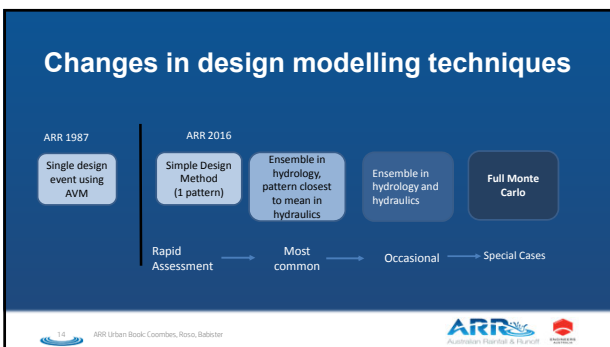 Changes in design modelling techniques
ARR 1987
ARR 2016
Single design
event using
AVM
Simple Design
Method
(1 pattern)
Ensemble in
hydrology,
pattern closest
to mean in
hydraulics
Ensemble in
hydrology and
hydraulics
Full Monte
Carlo
Rapid
Assessment
Most
common
Occasional
Special Cases
14
ARR Urban Book: Coombes, Roso, Babister
ARR
Australian Rainfall & Runoff
ENGINEERS
AUSTRALIA